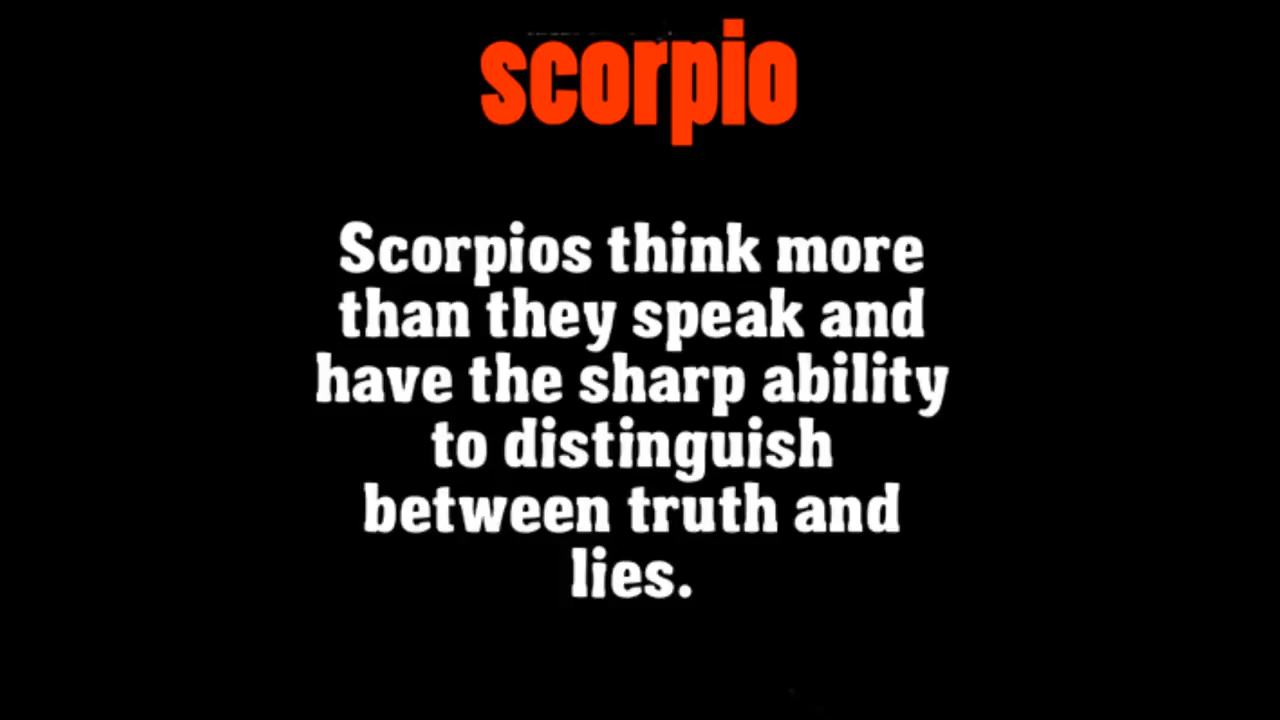 scorpio
Scorpios think more
than they speak and
have the sharp ability
to distinguish
between truth and
lies.